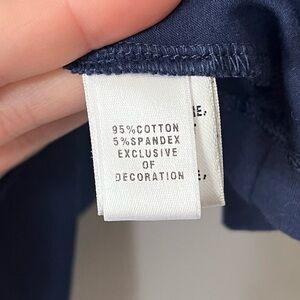 95%COTTON
5%SPANDEX
EXCLUSIVE
OF
DECORATION